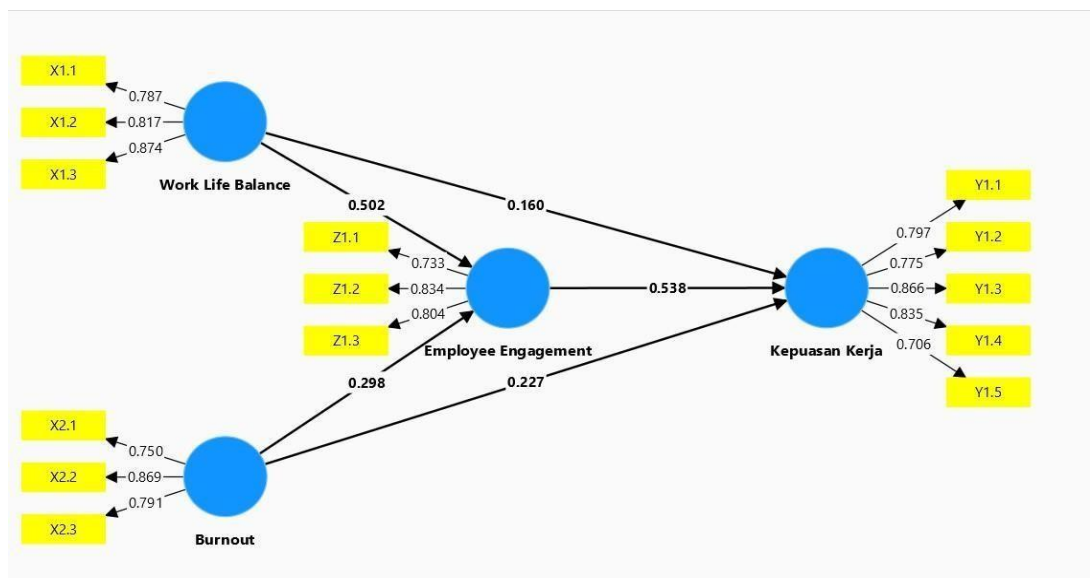 X1.1
0.787
X1.2
0.817
0.874
X1.3
Work Life Balance
0.502
0.160
Z1.1
0.733
Z1.2
0.834
0.804
Z1.3
Employee Engagement
0.538
Kepuasan Kerja
Y1.1
0.797
Y1.2
0.775
0.866
Y1.3
0.835
Y1.4
0.706
Y1.5
0.298
0.227
X2.1
0.750
X2.2
0.869
0.791
X2.3
Burnout